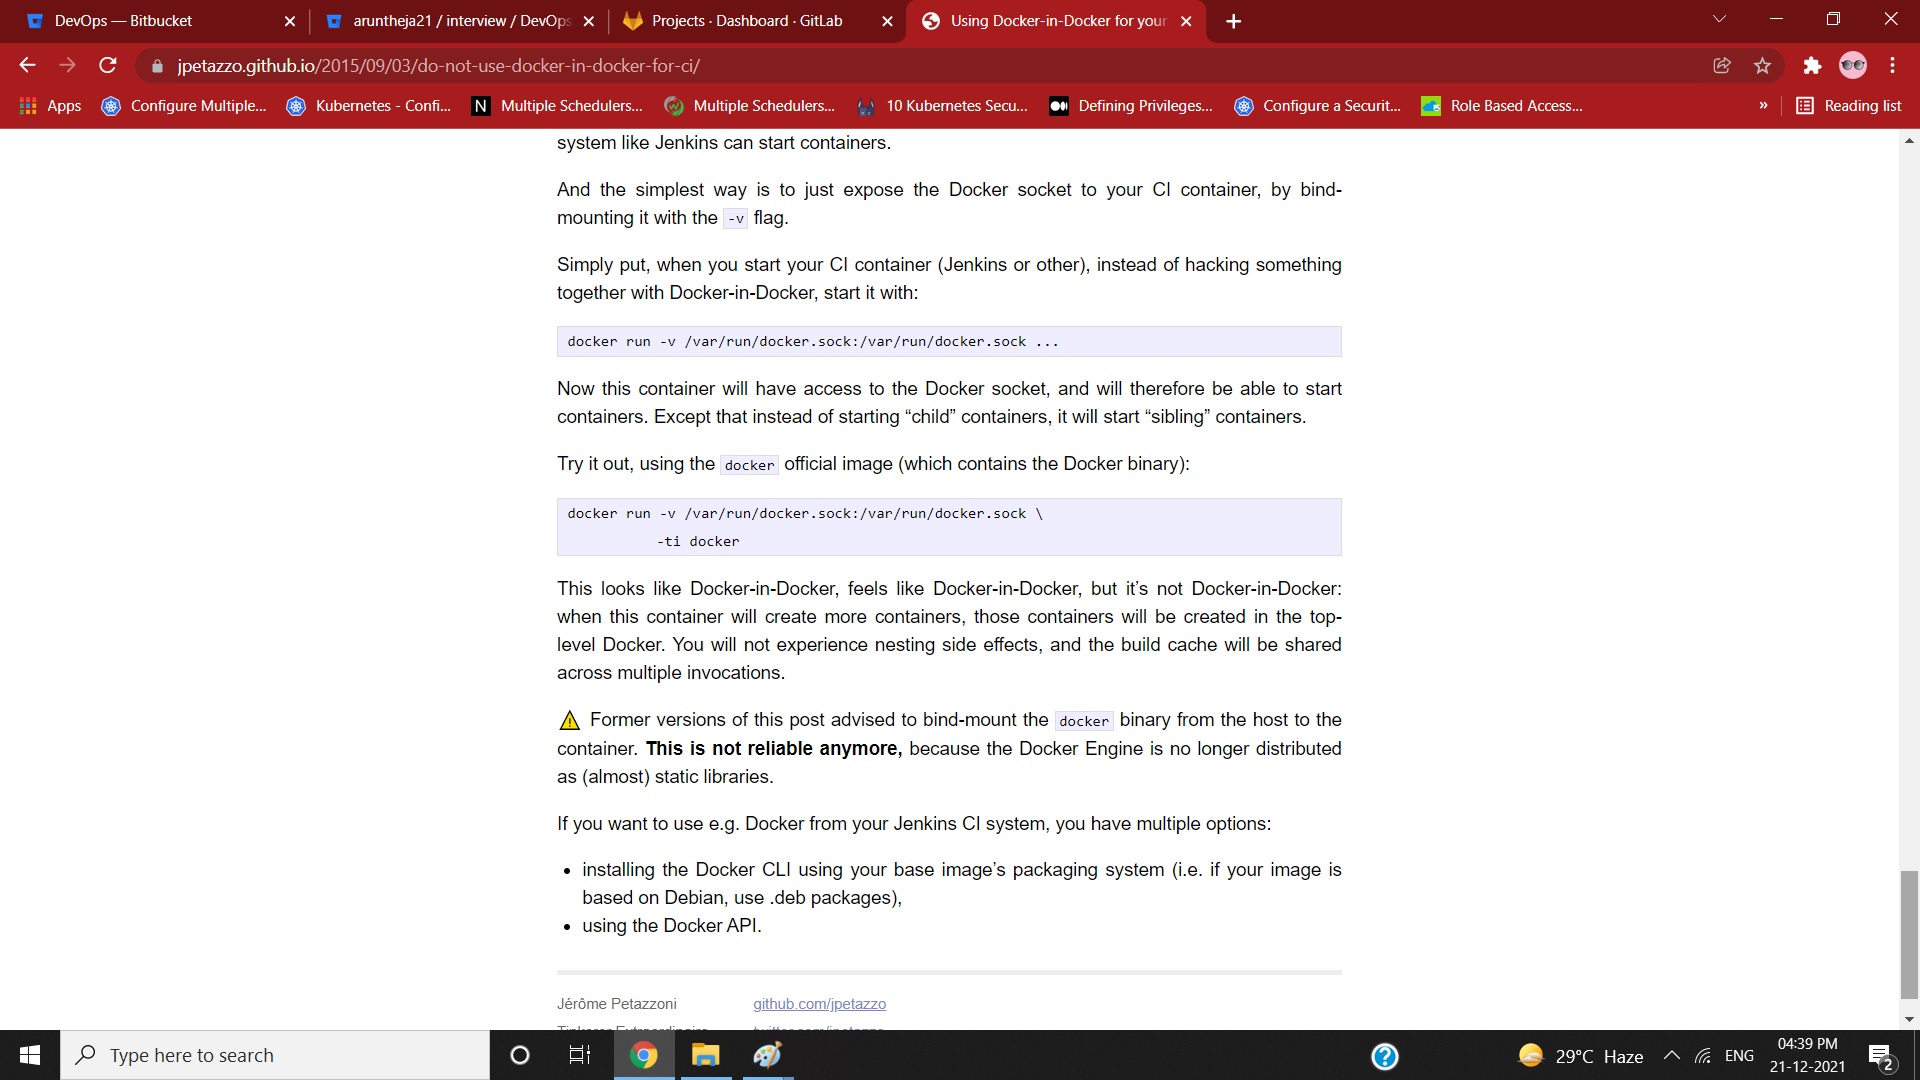 DevOps — Bitbucket
aruntheja21 / interview / DevOps
Projects · Dashboard · GitLab
Using Docker-in-Docker for your
jpetazzo.github.io/2015/09/03/do-not-use-docker-in-docker-for-ci/
Apps
Configure Multiple...
Kubernetes - Confi...
Multiple Schedulers...
Multiple Schedulers...
10 Kubernetes Secu...
Defining Privileges...
Configure a Securit...
Role Based Access...
»
Reading list
system like Jenkins can start containers.
And the simplest way is to just expose the Docker socket to your CI container, by bind-
mounting it with the -v flag.
Simply put, when you start your CI container (Jenkins or other), instead of hacking something
together with Docker-in-Docker, start it with:
docker run -v /var/run/docker.sock:/var/run/docker.sock ...
Now this container will have access to the Docker socket, and will therefore be able to start
containers. Except that instead of starting “child” containers, it will start “sibling” containers.
Try it out, using the docker official image (which contains the Docker binary):
docker run -v /var/run/docker.sock:/var/run/docker.sock \
-ti docker
This looks like Docker-in-Docker, feels like Docker-in-Docker, but it’s not Docker-in-Docker:
when this container will create more containers, those containers will be created in the top-
level Docker. You will not experience nesting side effects, and the build cache will be shared
across multiple invocations.
Former versions of this post advised to bind-mount the docker binary from the host to the
container. This is not reliable anymore, because the Docker Engine is no longer distributed
as (almost) static libraries.
If you want to use e.g. Docker from your Jenkins CI system, you have multiple options:
• installing the Docker CLI using your base image’s packaging system (i.e. if your image is
based on Debian, use .deb packages),
• using the Docker API.
Jérôme Petazzoni
github.com/jpetazzo
Type here to search
29°C Haze
ENG
04:39 PM
21-12-2021
2